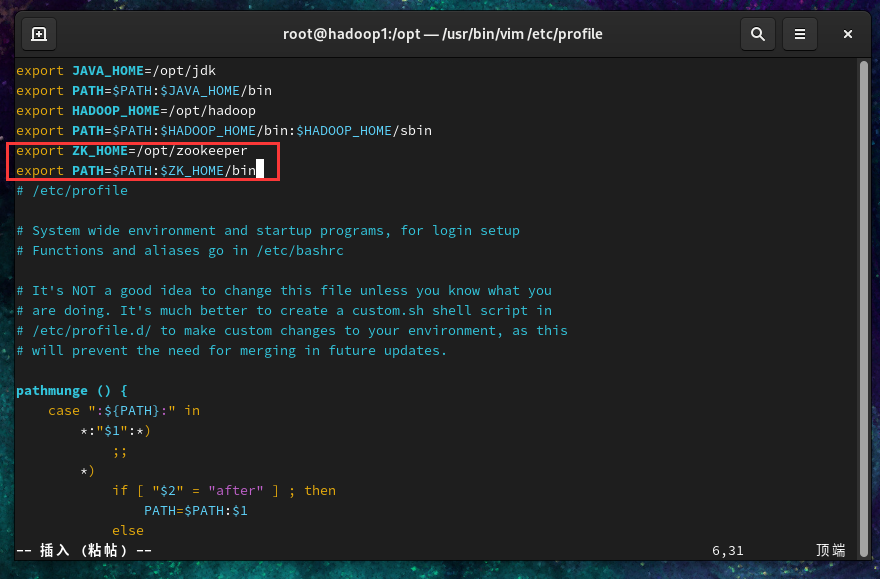 root@hadoop1:/opt — /usr/bin/vim /etc/profile
export JAVA_HOME=/opt/jdk
export PATH=$PATH:$JAVA_HOME/bin
export HADOOP_HOME=/opt/hadoop
export PATH=$PATH:$HADOOP_HOME/bin:$HADOOP_HOME/sbin
export ZK_HOME=/opt/zookeeper
export PATH=$PATH:$ZK_HOME/bin
# /etc/profile
# System wide environment and startup programs, for login setup
# Functions and aliases go in /etc/bashrc
# It's NOT a good idea to change this file unless you know what you
# are doing. It's much better to create a custom.sh shell script in
# /etc/profile.d/ to make custom changes to your environment, as this
# will prevent the need for merging in future updates.
pathmunge () {
    case ":${PATH}:" in
        *:"$1":*)
            ;;
        *)
            if [ "$2" = "after" ] ; then
                PATH=$PATH:$1
            else
-- 插入 (粘帖) -- 6,31 顶端